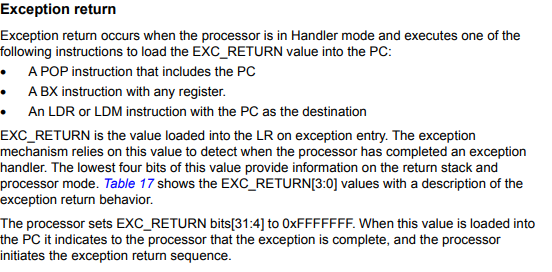 Exception return
Exception return occurs when the processor is in Handler mode and executes one of the
following instructions to load the EXC_RETURN value into the PC:
• A POP instruction that includes the PC
• A BX instruction with any register.
• An LDR or LDM instruction with the PC as the destination
EXC_RETURN is the value loaded into the LR on exception entry. The exception
mechanism relies on this value to detect when the processor has completed an exception
handler. The lowest four bits of this value provide information on the return stack and
processor mode. Table 17 shows the EXC_RETURN[3:0] values with a description of the
exception return behavior.
The processor sets EXC_RETURN bits[31:4] to 0xFFFFFFF. When this value is loaded into
the PC it indicates to the processor that the exception is complete, and the processor
initiates the exception return sequence.